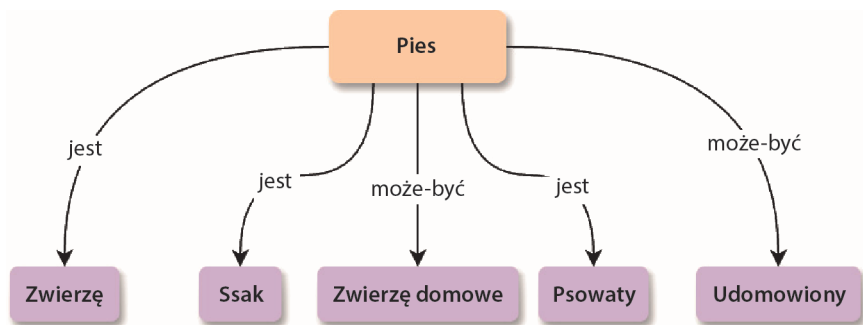 Pies
jest
jest
może-być
jest
może-być
Zwierzę
Ssak
Zwierzę domowe
Psowaty
Udomowiony